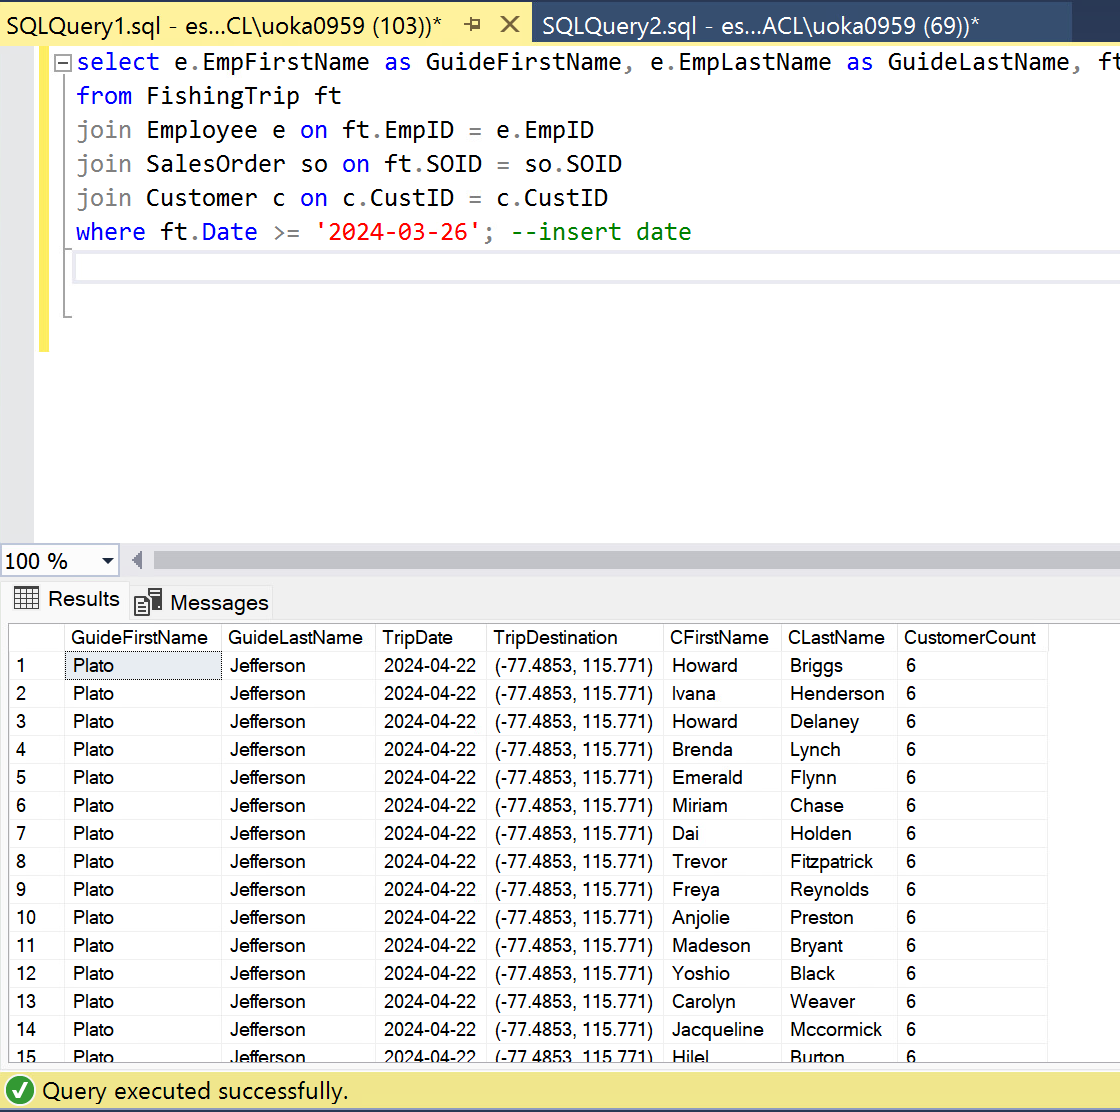 SQLQuery1.sql - es...CL\uoka0959 (103))* SQLQuery2.sql - es...ACL\uoka0959 (69))*
select e.EmpFirstName as GuideFirstName, e.EmpLastName as GuideLastName, ft
from FishingTrip ft
join Employee e on ft.EmpID = e.EmpID
join SalesOrder so on ft.SOID = so.SOID
join Customer c on c.CustID = c.CustID
where ft.Date >= '2024-03-26'; --insert date
100 %
Results Messages
GuideFirstName GuideLastName TripDate TripDestination CFirstName CLastName CustomerCount
1 Plato Jefferson 2024-04-22 (-77.4853, 115.771) Howard Briggs 6
2 Plato Jefferson 2024-04-22 (-77.4853, 115.771) Ivana Henderson 6
3 Plato Jefferson 2024-04-22 (-77.4853, 115.771) Howard Delaney 6
4 Plato Jefferson 2024-04-22 (-77.4853, 115.771) Brenda Lynch 6
5 Plato Jefferson 2024-04-22 (-77.4853, 115.771) Emerald Flynn 6
6 Plato Jefferson 2024-04-22 (-77.4853, 115.771) Miriam Chase 6
7 Plato Jefferson 2024-04-22 (-77.4853, 115.771) Dai Holden 6
8 Plato Jefferson 2024-04-22 (-77.4853, 115.771) Trevor Fitzpatrick 6
9 Plato Jefferson 2024-04-22 (-77.4853, 115.771) Freya Reynolds 6
10 Plato Jefferson 2024-04-22 (-77.4853, 115.771) Anjolie Preston 6
11 Plato Jefferson 2024-04-22 (-77.4853, 115.771) Madeson Bryant 6
12 Plato Jefferson 2024-04-22 (-77.4853, 115.771) Yoshio Black 6
13 Plato Jefferson 2024-04-22 (-77.4853, 115.771) Carolyn Weaver 6
14 Plato Jefferson 2024-04-22 (-77.4853, 115.771) Jacqueline Mccormick 6
15 Plato Jefferson 2024-04-22 (-77.4853, 115.771) Hilel Burton 6
Query executed successfully.